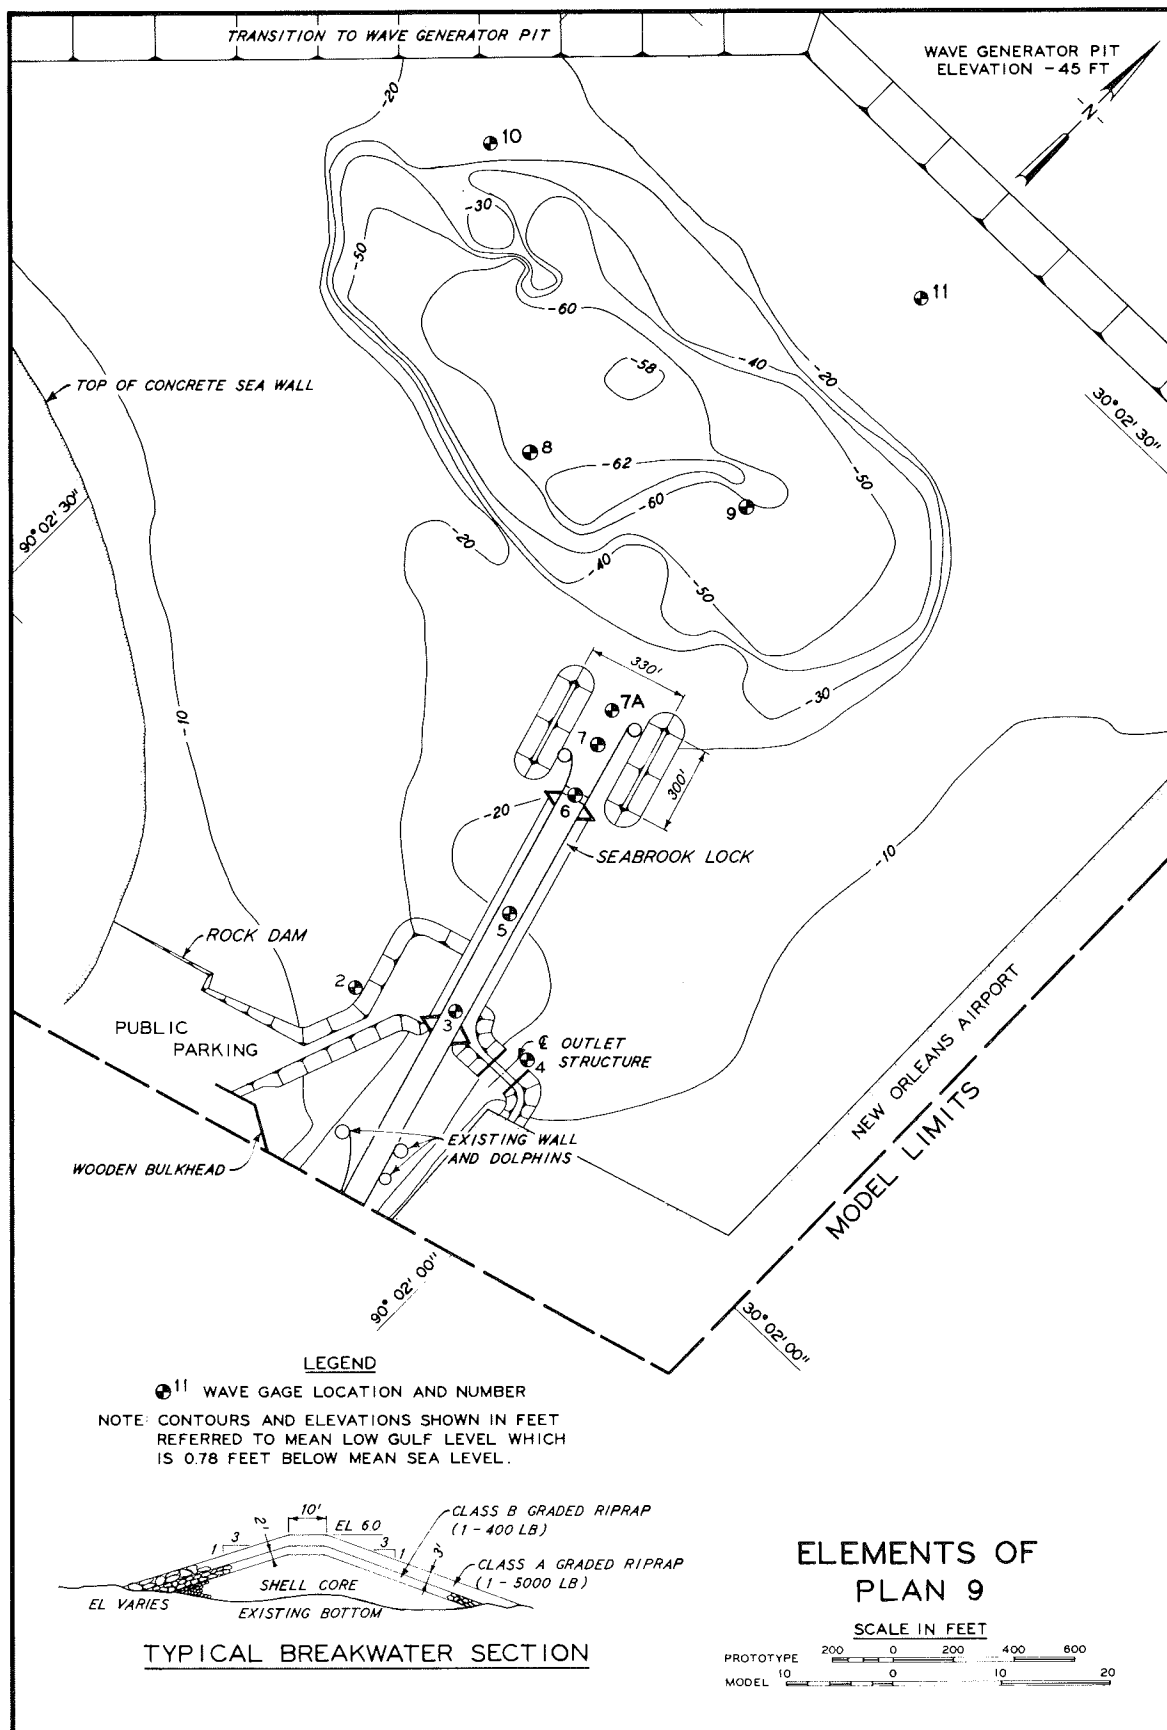 TRANSITION TO WAVE GENERATOR PIT
WAVE GENERATOR PIT
ELEVATION -45 FT
-N-
-20
10
-30
-50
11
-60
-40
-58
-20
TOP OF CONCRETE SEA WALL
30° 02' 30"
8
-62
-50
-60
9
90° 02' 30"
-20
-40
-50
330'
7A
-30
-10
7
300'
-20
6
SEABROOK LOCK
-10
5
ROCK DAM
2
3
PUBLIC
PARKING
℄ OUTLET
STRUCTURE
4
NEW ORLEANS AIRPORT
MODEL LIMITS
EXISTING WALL
AND DOLPHINS
WOODEN BULKHEAD
90° 02' 00"
30° 02' 00"
LEGEND
11 WAVE GAGE LOCATION AND NUMBER
NOTE: CONTOURS AND ELEVATIONS SHOWN IN FEET
REFERRED TO MEAN LOW GULF LEVEL WHICH
IS 0.78 FEET BELOW MEAN SEA LEVEL.
10'
2'
EL 6.0
3
1
3
1
3'
CLASS B GRADED RIPRAP
(1-400 LB)
CLASS A GRADED RIPRAP
(1-5000 LB)
SHELL CORE
EL VARIES
EXISTING BOTTOM
TYPICAL BREAKWATER SECTION
ELEMENTS OF
PLAN 9
SCALE IN FEET
PROTOTYPE 200 0 200 400 600
MODEL 10 0 10 20